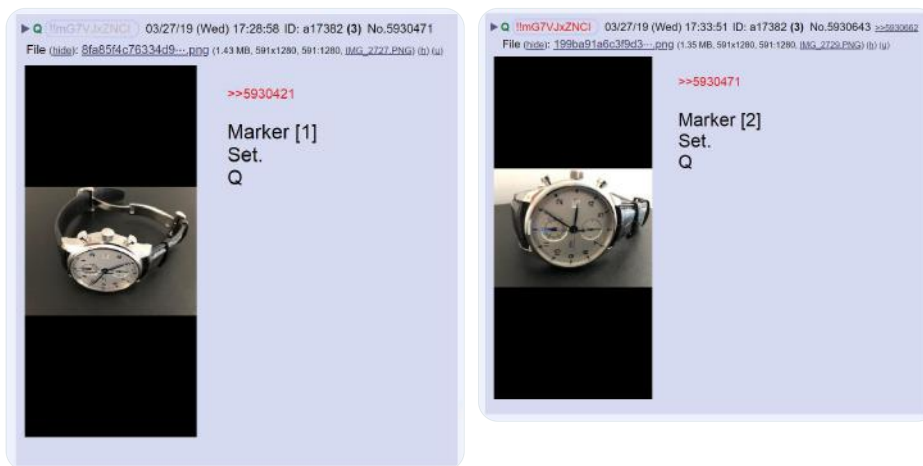 ▶ Q !!mG7VJxZNCI 03/27/19 (Wed) 17:28:58 ID: a17382 (3) No.5930471
File (hide): 8fa85f4c76334d9⋯.png (1.43 MB, 591x1280, 591:1280, IMG_2727.PNG) (h) (u)
>>5930421
Marker [1]
Set.
Q
▶ Q !!mG7VJxZNCI 03/27/19 (Wed) 17:33:51 ID: a17382 (3) No.5930643 >>5930662
File (hide): 199ba91a6c3f9d3⋯.png (1.35 MB, 591x1280, 591:1280, IMG_2729.PNG) (h) (u)
>>5930471
Marker [2]
Set.
Q